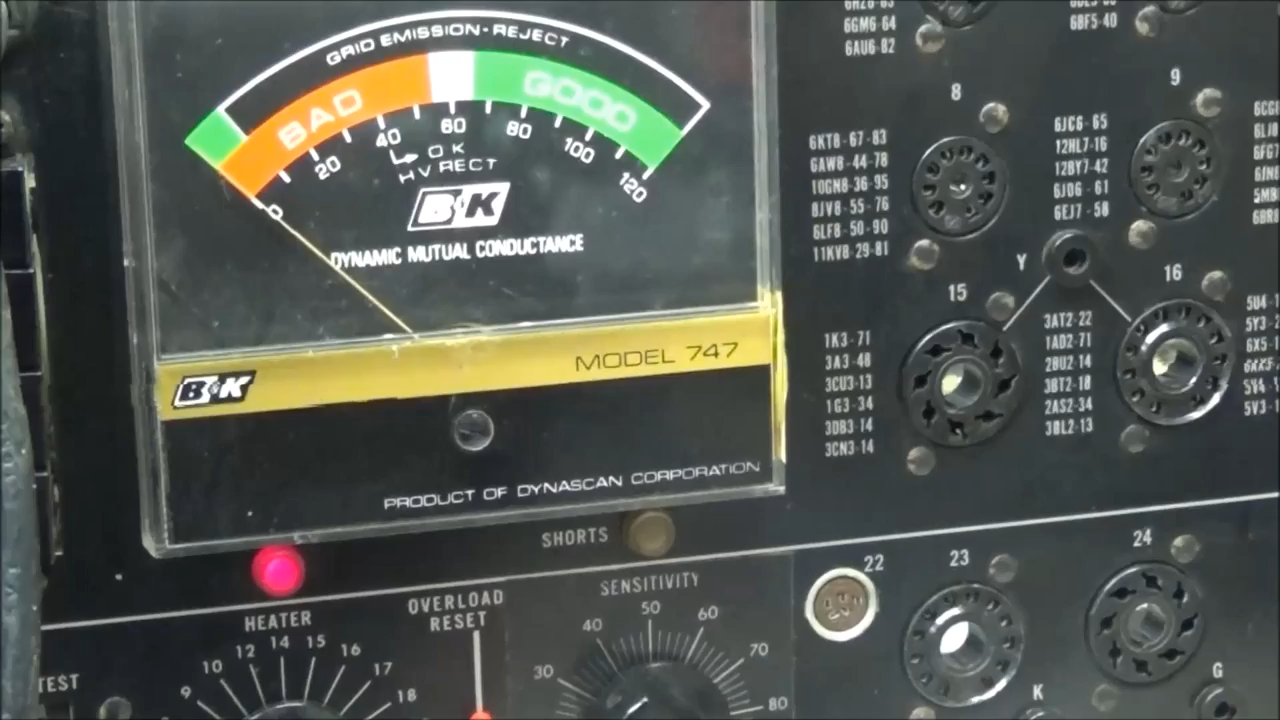 GRID EMISSION-REJECT
BAD
GOOD
0 20 40 60 80 100 120
OK
HV RECT
B&K
DYNAMIC MUTUAL CONDUCTANCE
B&K
MODEL 747
PRODUCT OF DYNASCAN CORPORATION
SHORTS
HEATER
9 10 12 14 15 16 17 18
TEST
OVERLOAD
RESET
SENSITIVITY
30 40 50 60 70 80
6GM6-64
6AU6-82
6BF5-40
8
6KT8-67-83
6AW8-44-78
10GN8-36-95
8JV8-55-76
6LF8-50-90
11KV8-29-81
9
6JC6-65
12HL7-16
12BY7-42
6JD6-61
6EJ7-58
Y
15
1K3-71
3A3-48
3CU3-13
1G3-34
3DB3-14
3CN3-14
16
3AT2-22
1AD2-71
2BU2-14
3BT2-18
2AS2-34
3BL2-13
22
23
24
K
G